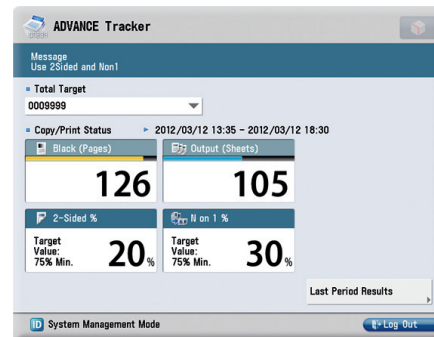 ADVANCE Tracker
Message
Use 2Sided and Non1
Total Target
0009999
Copy/Print Status 2012/03/12 13:35 - 2012/03/12 18:30
Black (Pages) Output (Sheets)
126 105
2-Sided % N on 1 %
Target Value: 75% Min. 20% Target Value: 75% Min. 30%
Last Period Results
ID System Management Mode Log Out